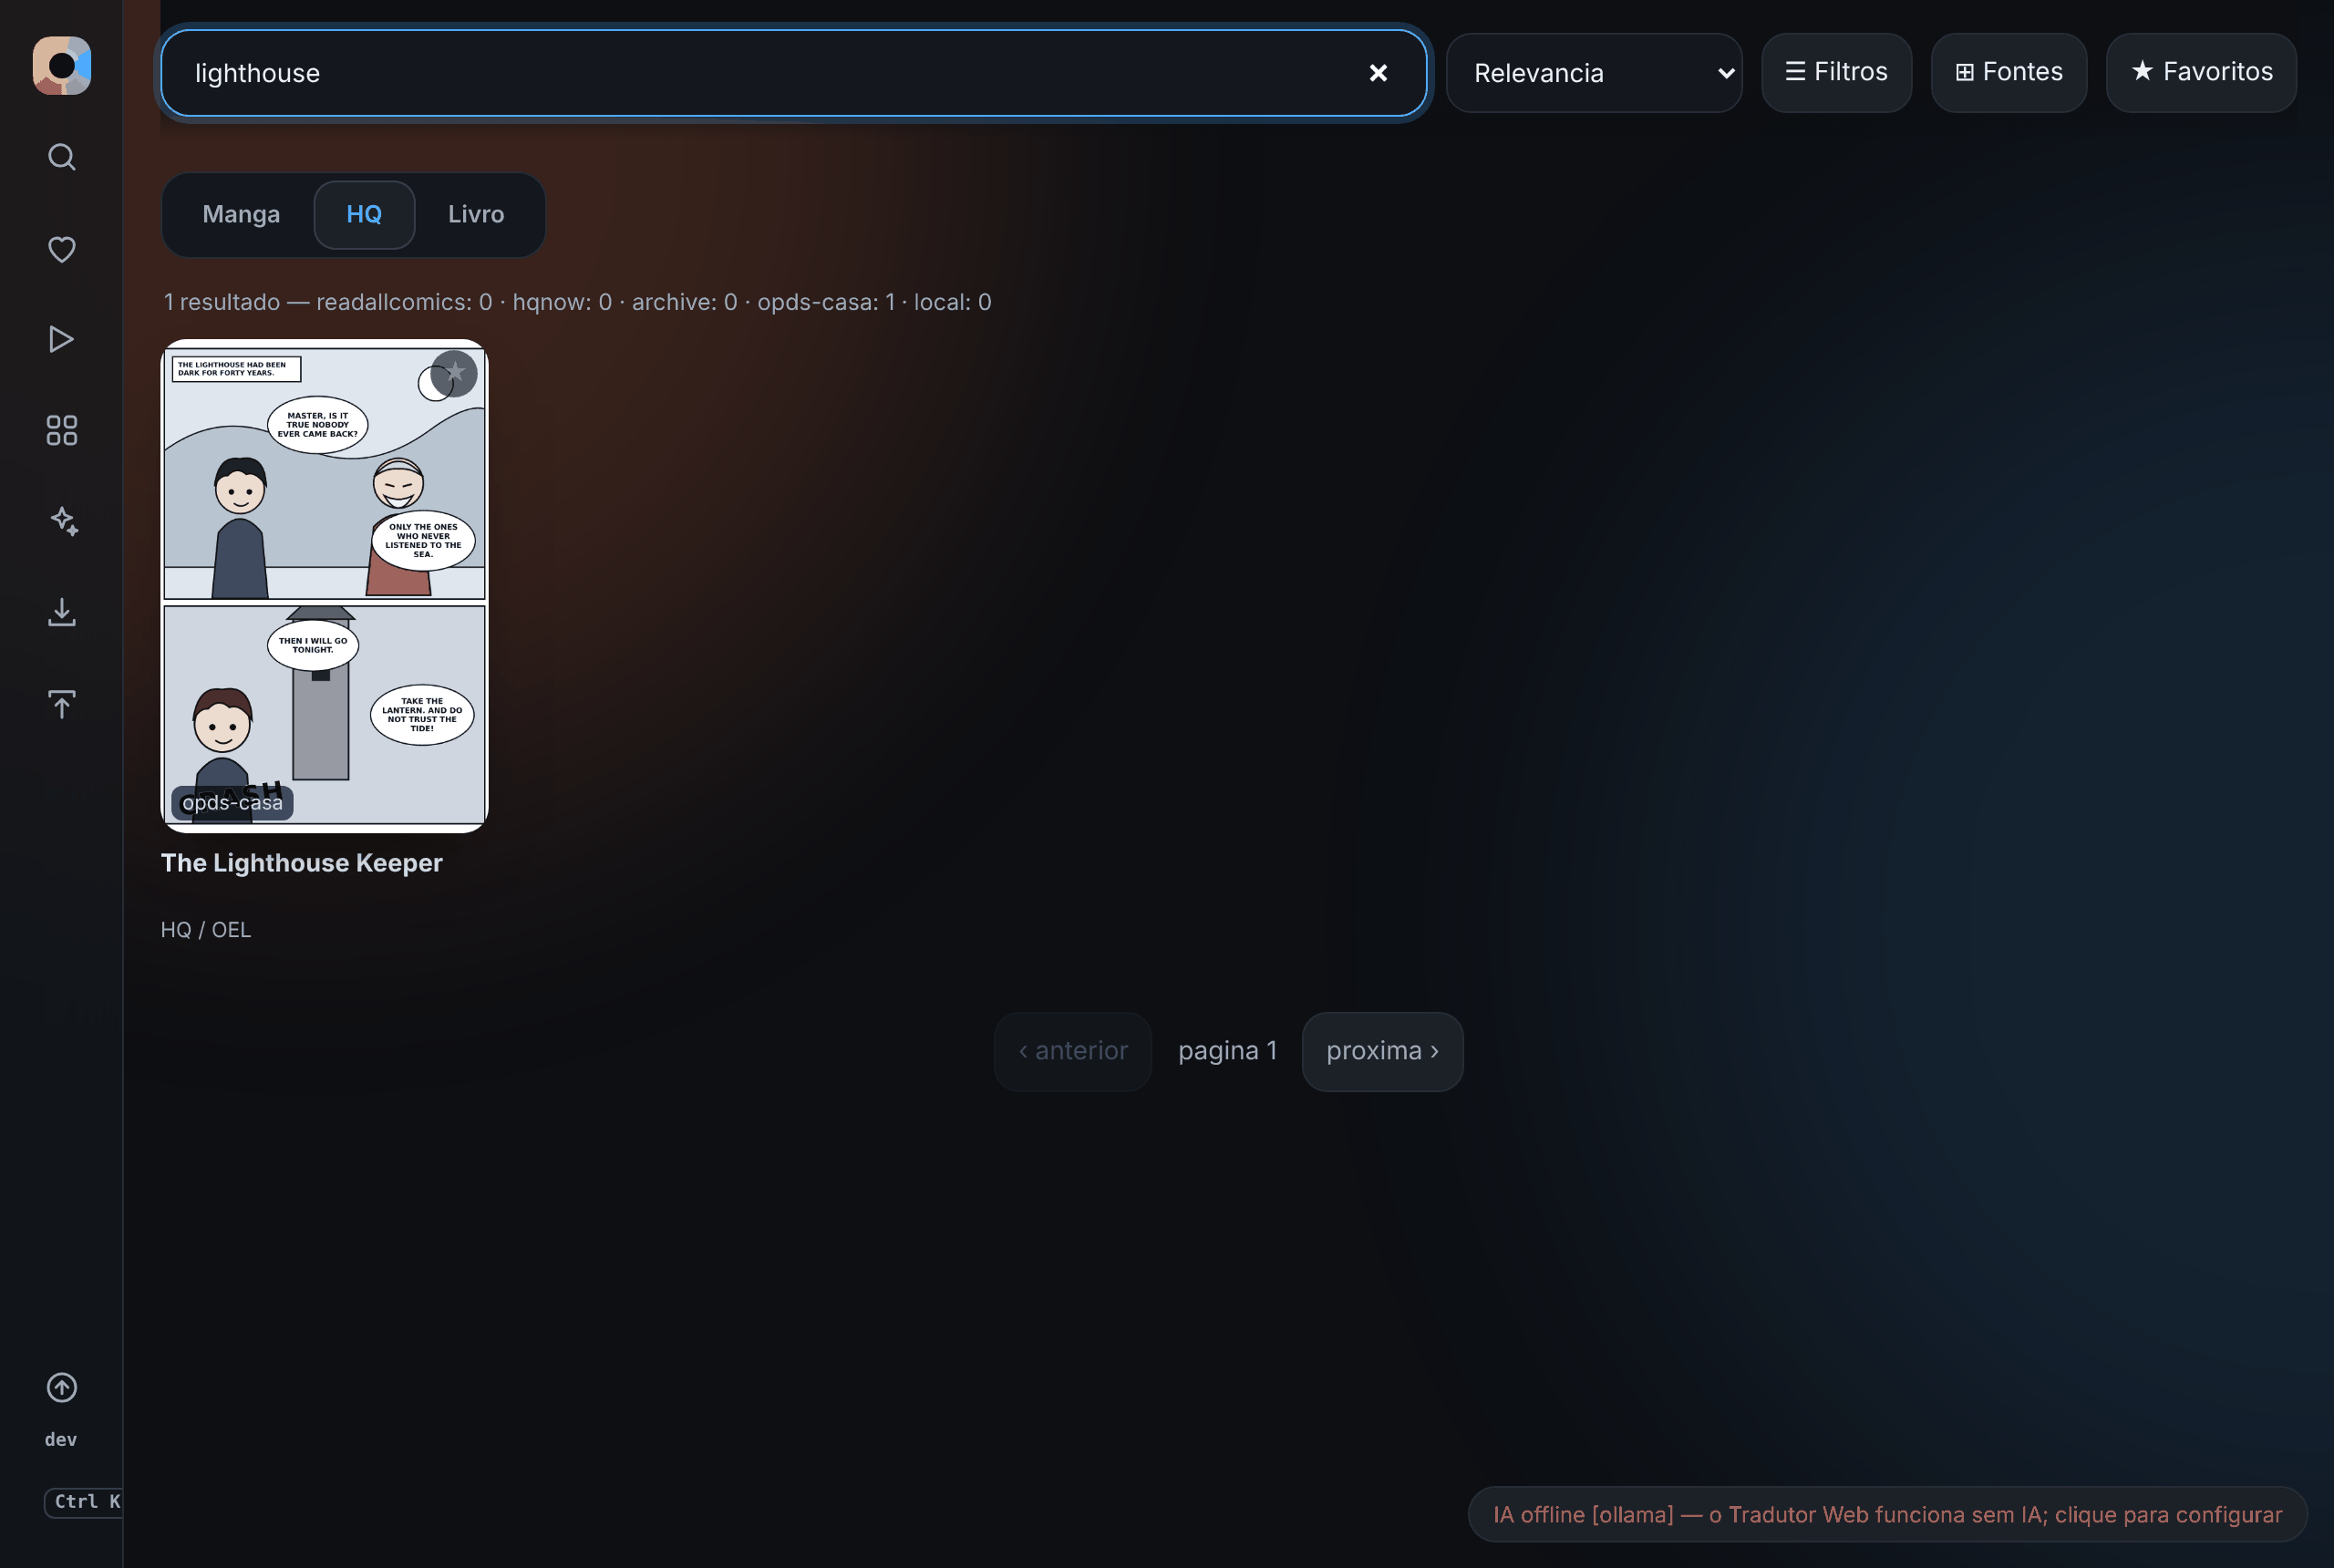 lighthouse
Relevancia
Filtros
Fontes
Favoritos
Manga
HQ
Livro
1 resultado — readallcomics: 0 · hqnow: 0 · archive: 0 · opds-casa: 1 · local: 0
THE LIGHTHOUSE HAD BEEN
DARK FOR FORTY YEARS.
MASTER, IS IT
TRUE NOBODY
EVER CAME BACK?
ONLY THE ONES
WHO NEVER
LISTENED TO THE
SEA.
THEN I WILL GO
TONIGHT.
TAKE THE
LANTERN. AND DO
NOT TRUST THE
TIDE!
opds-casa
The Lighthouse Keeper
HQ / OEL
‹ anterior
pagina 1
proxima ›
dev
Ctrl K
IA offline [ollama] — o Tradutor Web funciona sem IA; clique para configurar